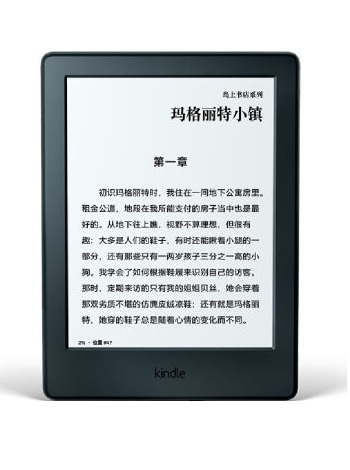 岛上书店系列
玛格丽特小镇
第一章
初识玛格丽特时，我住在一间地下公寓房里。
租金公道，地段在我所能支付的房子当中也是最
好的。从地下往上瞧，视野不算理想，但很有
趣：大多是人们的鞋子，有时还能瞅着小腿的一
部分，还有那些只有一两岁孩子三分之一高的小
狗。我学会了如何根据鞋履来识别自己的访客。
那时，定期来访的只有我的姐姐贝丝，她会穿着
那双劣质不堪的仿麂皮绒凉鞋；还有就是玛格丽
特，她穿的鞋子总是随着心情的变化而不同。
2% · 位置 #47
kindle